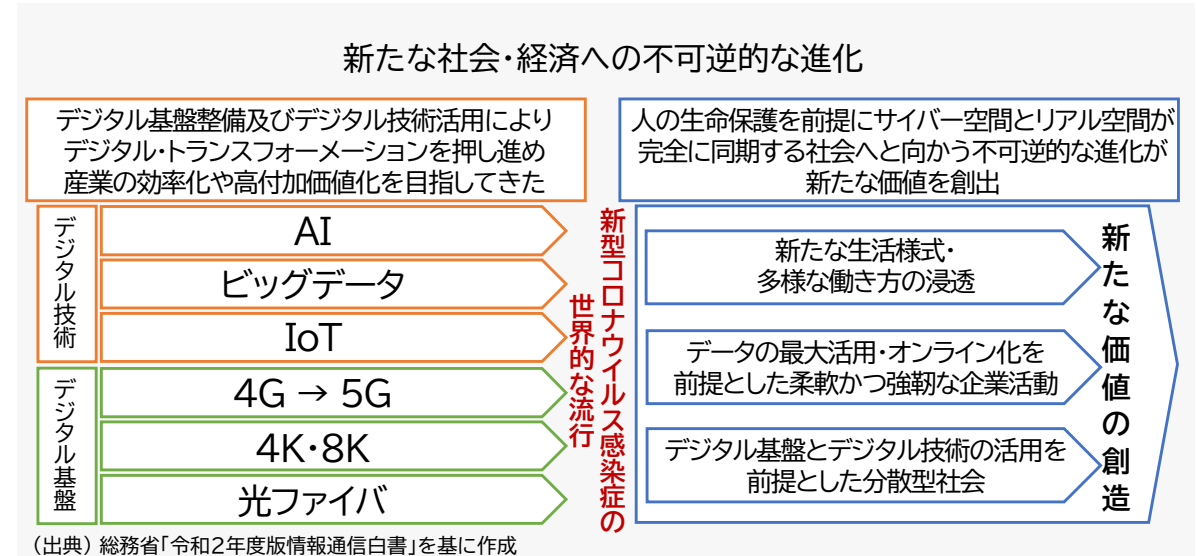 新たな社会・経済への不可逆的な進化
デジタル基盤整備及びデジタル技術活用により
デジタル・トランスフォーメーションを押し進め
産業の効率化や高付加価値化を目指してきた
人の生命保護を前提にサイバー空間とリアル空間が
完全に同期する社会へと向かう不可逆的な進化が
新たな価値を創出
デジタル技術
AI
ビッグデータ
IoT
デジタル基盤
4G → 5G
4K・8K
光ファイバ
新型コロナウイルス感染症の
世界的な流行
新たな生活様式・
多様な働き方の浸透
データの最大活用・オンライン化を
前提とした柔軟かつ強靭な企業活動
デジタル基盤とデジタル技術の活用を
前提とした分散型社会
新たな価値の創造
（出典）総務省「令和2年度版情報通信白書」を基に作成